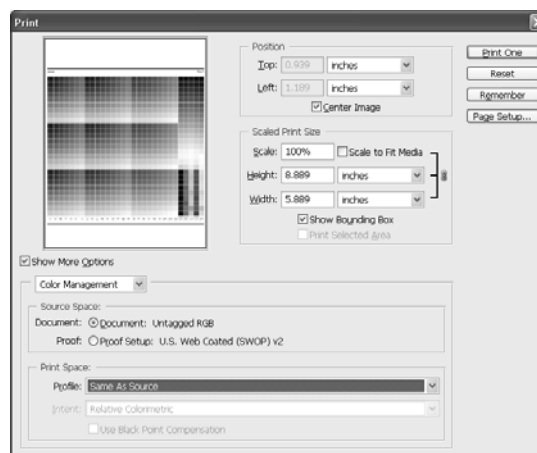 Print
Position
Top: 0.939 inches
Left: 1.189 inches
Center Image
Scaled Print Size
Scale: 100% Scale to Fit Media
Height: 8.889 inches
Width: 5.889 inches
Show Bounding Box
Print Selected Area
Print One
Reset
Remember
Page Setup...
Show More Options
Color Management
Source Space:
Document: Document: Untagged RGB
Proof: Proof Setup: U.S. Web Coated (SWOP) v2
Print Space:
Profile: Same As Source
Intent: Relative Colorimetric
Use Black Point Compensation